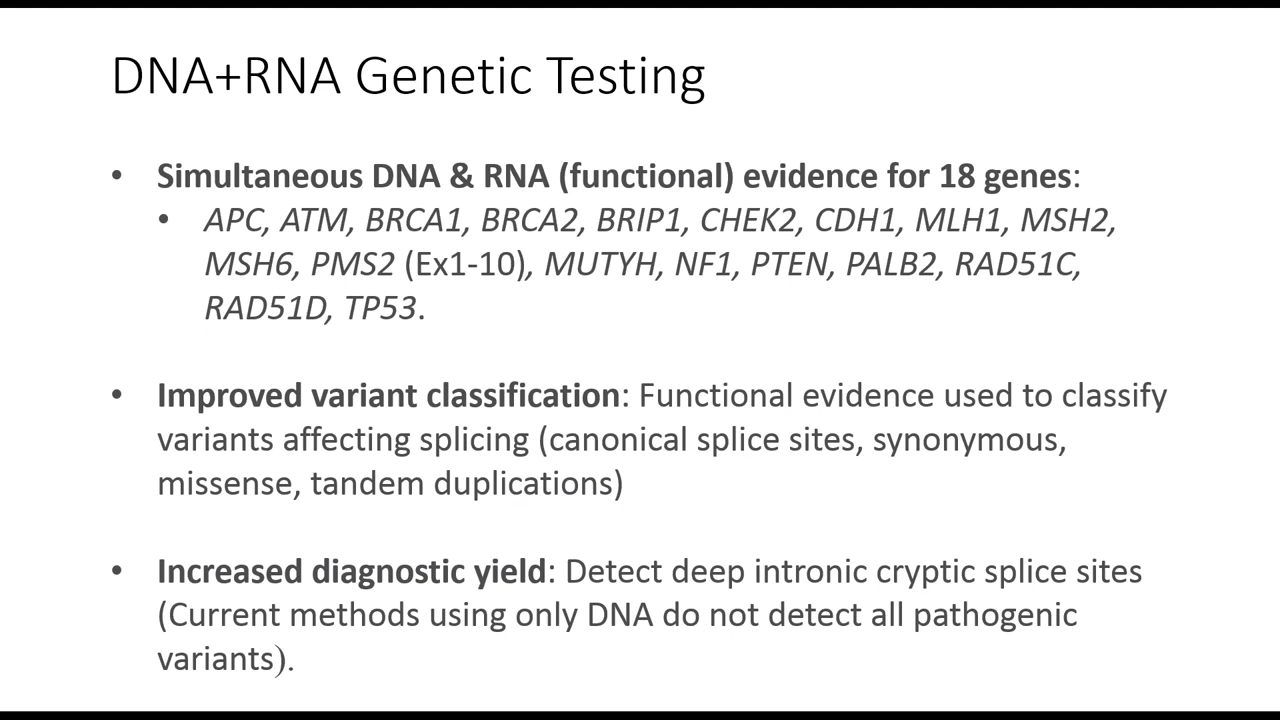 DNA+RNA Genetic Testing
• Simultaneous DNA & RNA (functional) evidence for 18 genes:
• APC, ATM, BRCA1, BRCA2, BRIP1, CHEK2, CDH1, MLH1, MSH2,
MSH6, PMS2 (Ex1-10), MUTYH, NF1, PTEN, PALB2, RAD51C,
RAD51D, TP53.
• Improved variant classification: Functional evidence used to classify
variants affecting splicing (canonical splice sites, synonymous,
missense, tandem duplications)
• Increased diagnostic yield: Detect deep intronic cryptic splice sites
(Current methods using only DNA do not detect all pathogenic
variants).